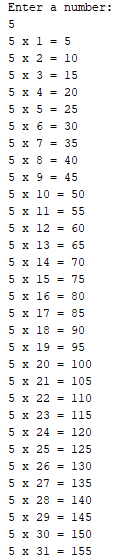 Enter a number:
5
5 x 1 = 5
5 x 2 = 10
5 x 3 = 15
5 x 4 = 20
5 x 5 = 25
5 x 6 = 30
5 x 7 = 35
5 x 8 = 40
5 x 9 = 45
5 x 10 = 50
5 x 11 = 55
5 x 12 = 60
5 x 13 = 65
5 x 14 = 70
5 x 15 = 75
5 x 16 = 80
5 x 17 = 85
5 x 18 = 90
5 x 19 = 95
5 x 20 = 100
5 x 21 = 105
5 x 22 = 110
5 x 23 = 115
5 x 24 = 120
5 x 25 = 125
5 x 26 = 130
5 x 27 = 135
5 x 28 = 140
5 x 29 = 145
5 x 30 = 150
5 x 31 = 155